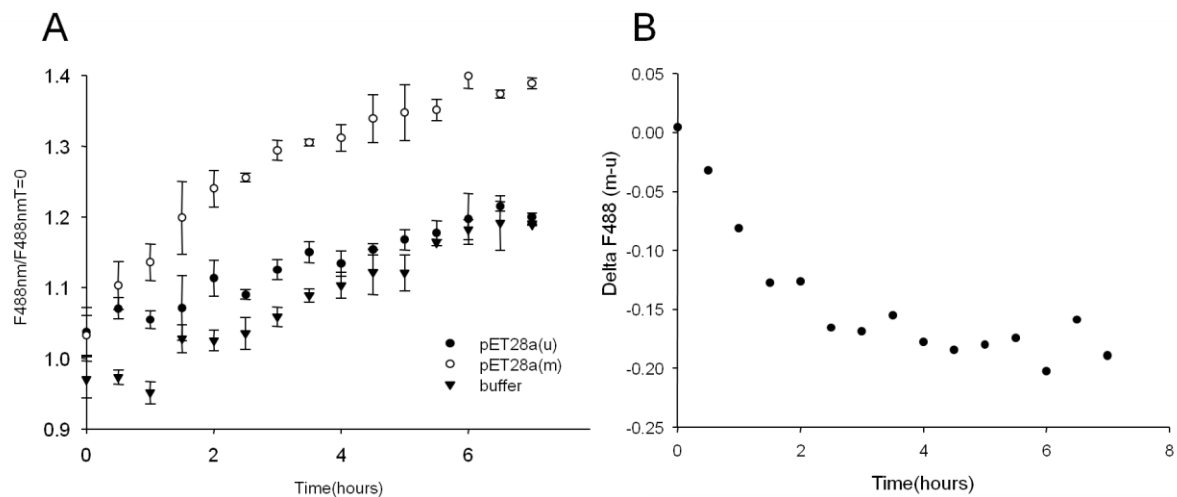 A
F488nm/F488nmT=0
1.4
1.3
1.2
1.1
1.0
0.9
0
2
4
6
Time(hours)
pET28a(u)
pET28a(m)
buffer
B
Delta F488 (m-u)
0.05
0.00
-0.05
-0.10
-0.15
-0.20
-0.25
0
2
4
6
8
Time(hours)